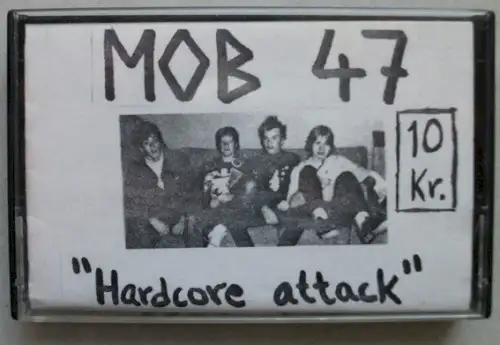 MOB 47
10
Kr.
"Hardcore attack"